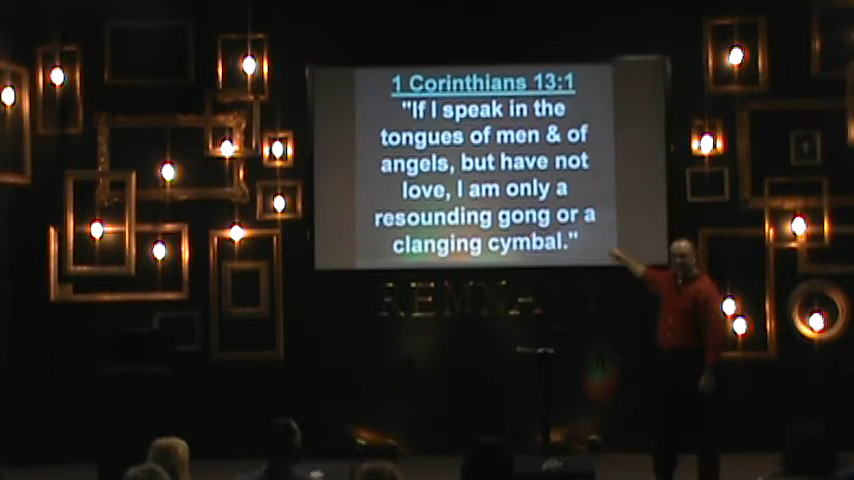 1 Corinthians 13:1
"If I speak in the
tongues of men & of
angels, but have not
love, I am only a
resounding gong or a
clanging cymbal."